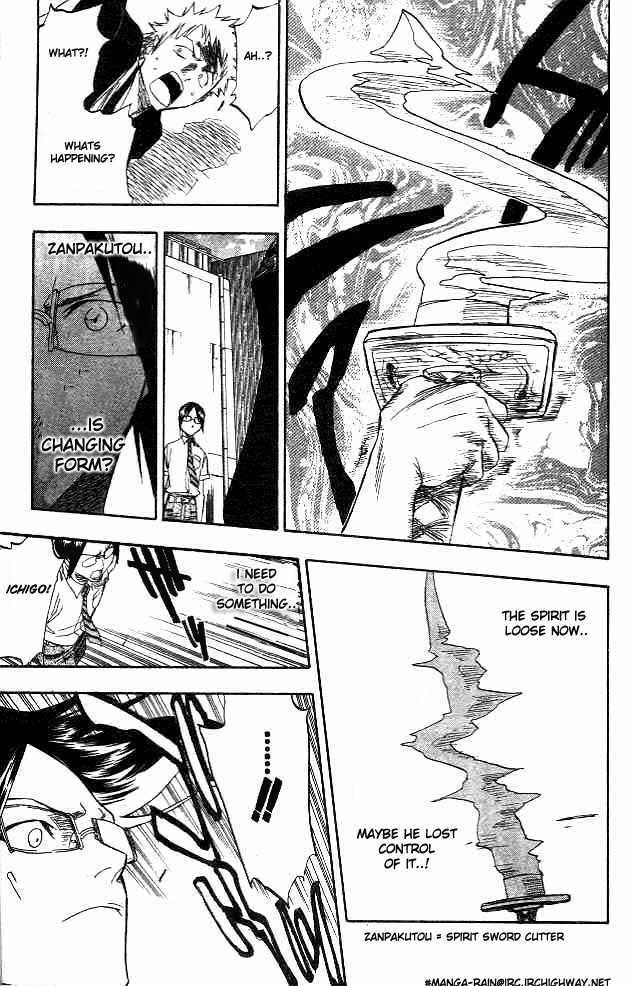 AH..?
WHAT?!
WHATS
HAPPENING?
ZANPAKUTOU..
...IS
CHANGING
FORM?
THE SPIRIT IS
LOOSE NOW..
MAYBE HE LOST
CONTROL
OF IT..!
ZANPAKUTOU = SPIRIT SWORD CUTTER
I NEED
TO DO
SOMETHING..
ICHIGO!
......!!
#MANGA-RAIN@IRC.IRCHIGHWAY.NET